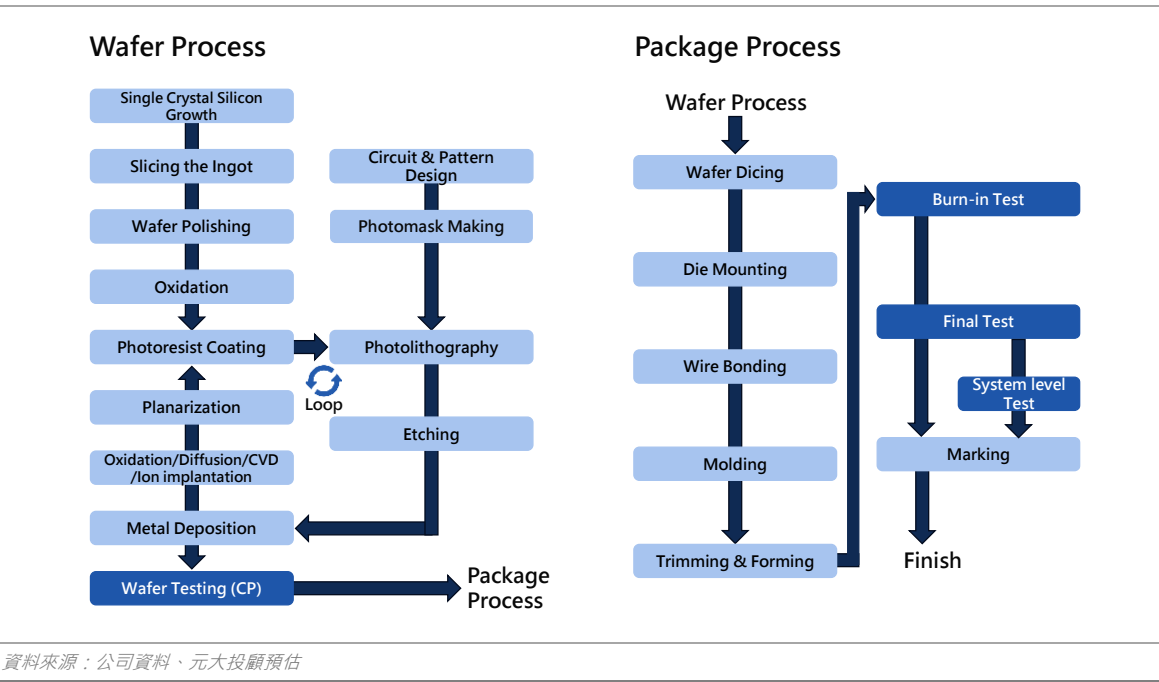 Wafer Process
Single Crystal Silicon
Growth
Slicing the Ingot
Wafer Polishing
Oxidation
Photoresist Coating
Planarization
Oxidation/Diffusion/CVD
/Ion implantation
Metal Deposition
Wafer Testing (CP)
Circuit & Pattern
Design
Photomask Making
Photolithography
Loop
Etching
Package
Process
Package Process
Wafer Process
Wafer Dicing
Die Mounting
Wire Bonding
Molding
Trimming & Forming
Burn-in Test
Final Test
System level
Test
Marking
Finish
資料來源：公司資料、元大投顧預估